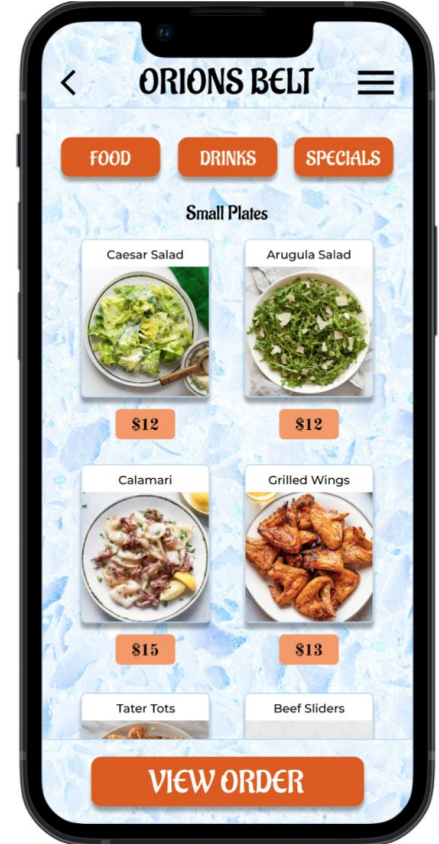 ORIONS BELT
FOOD DRINKS SPECIALS
Small Plates
Caesar Salad Arugula Salad
$12 $12
Calamari Grilled Wings
$15 $13
Tater Tots Beef Sliders
VIEW ORDER